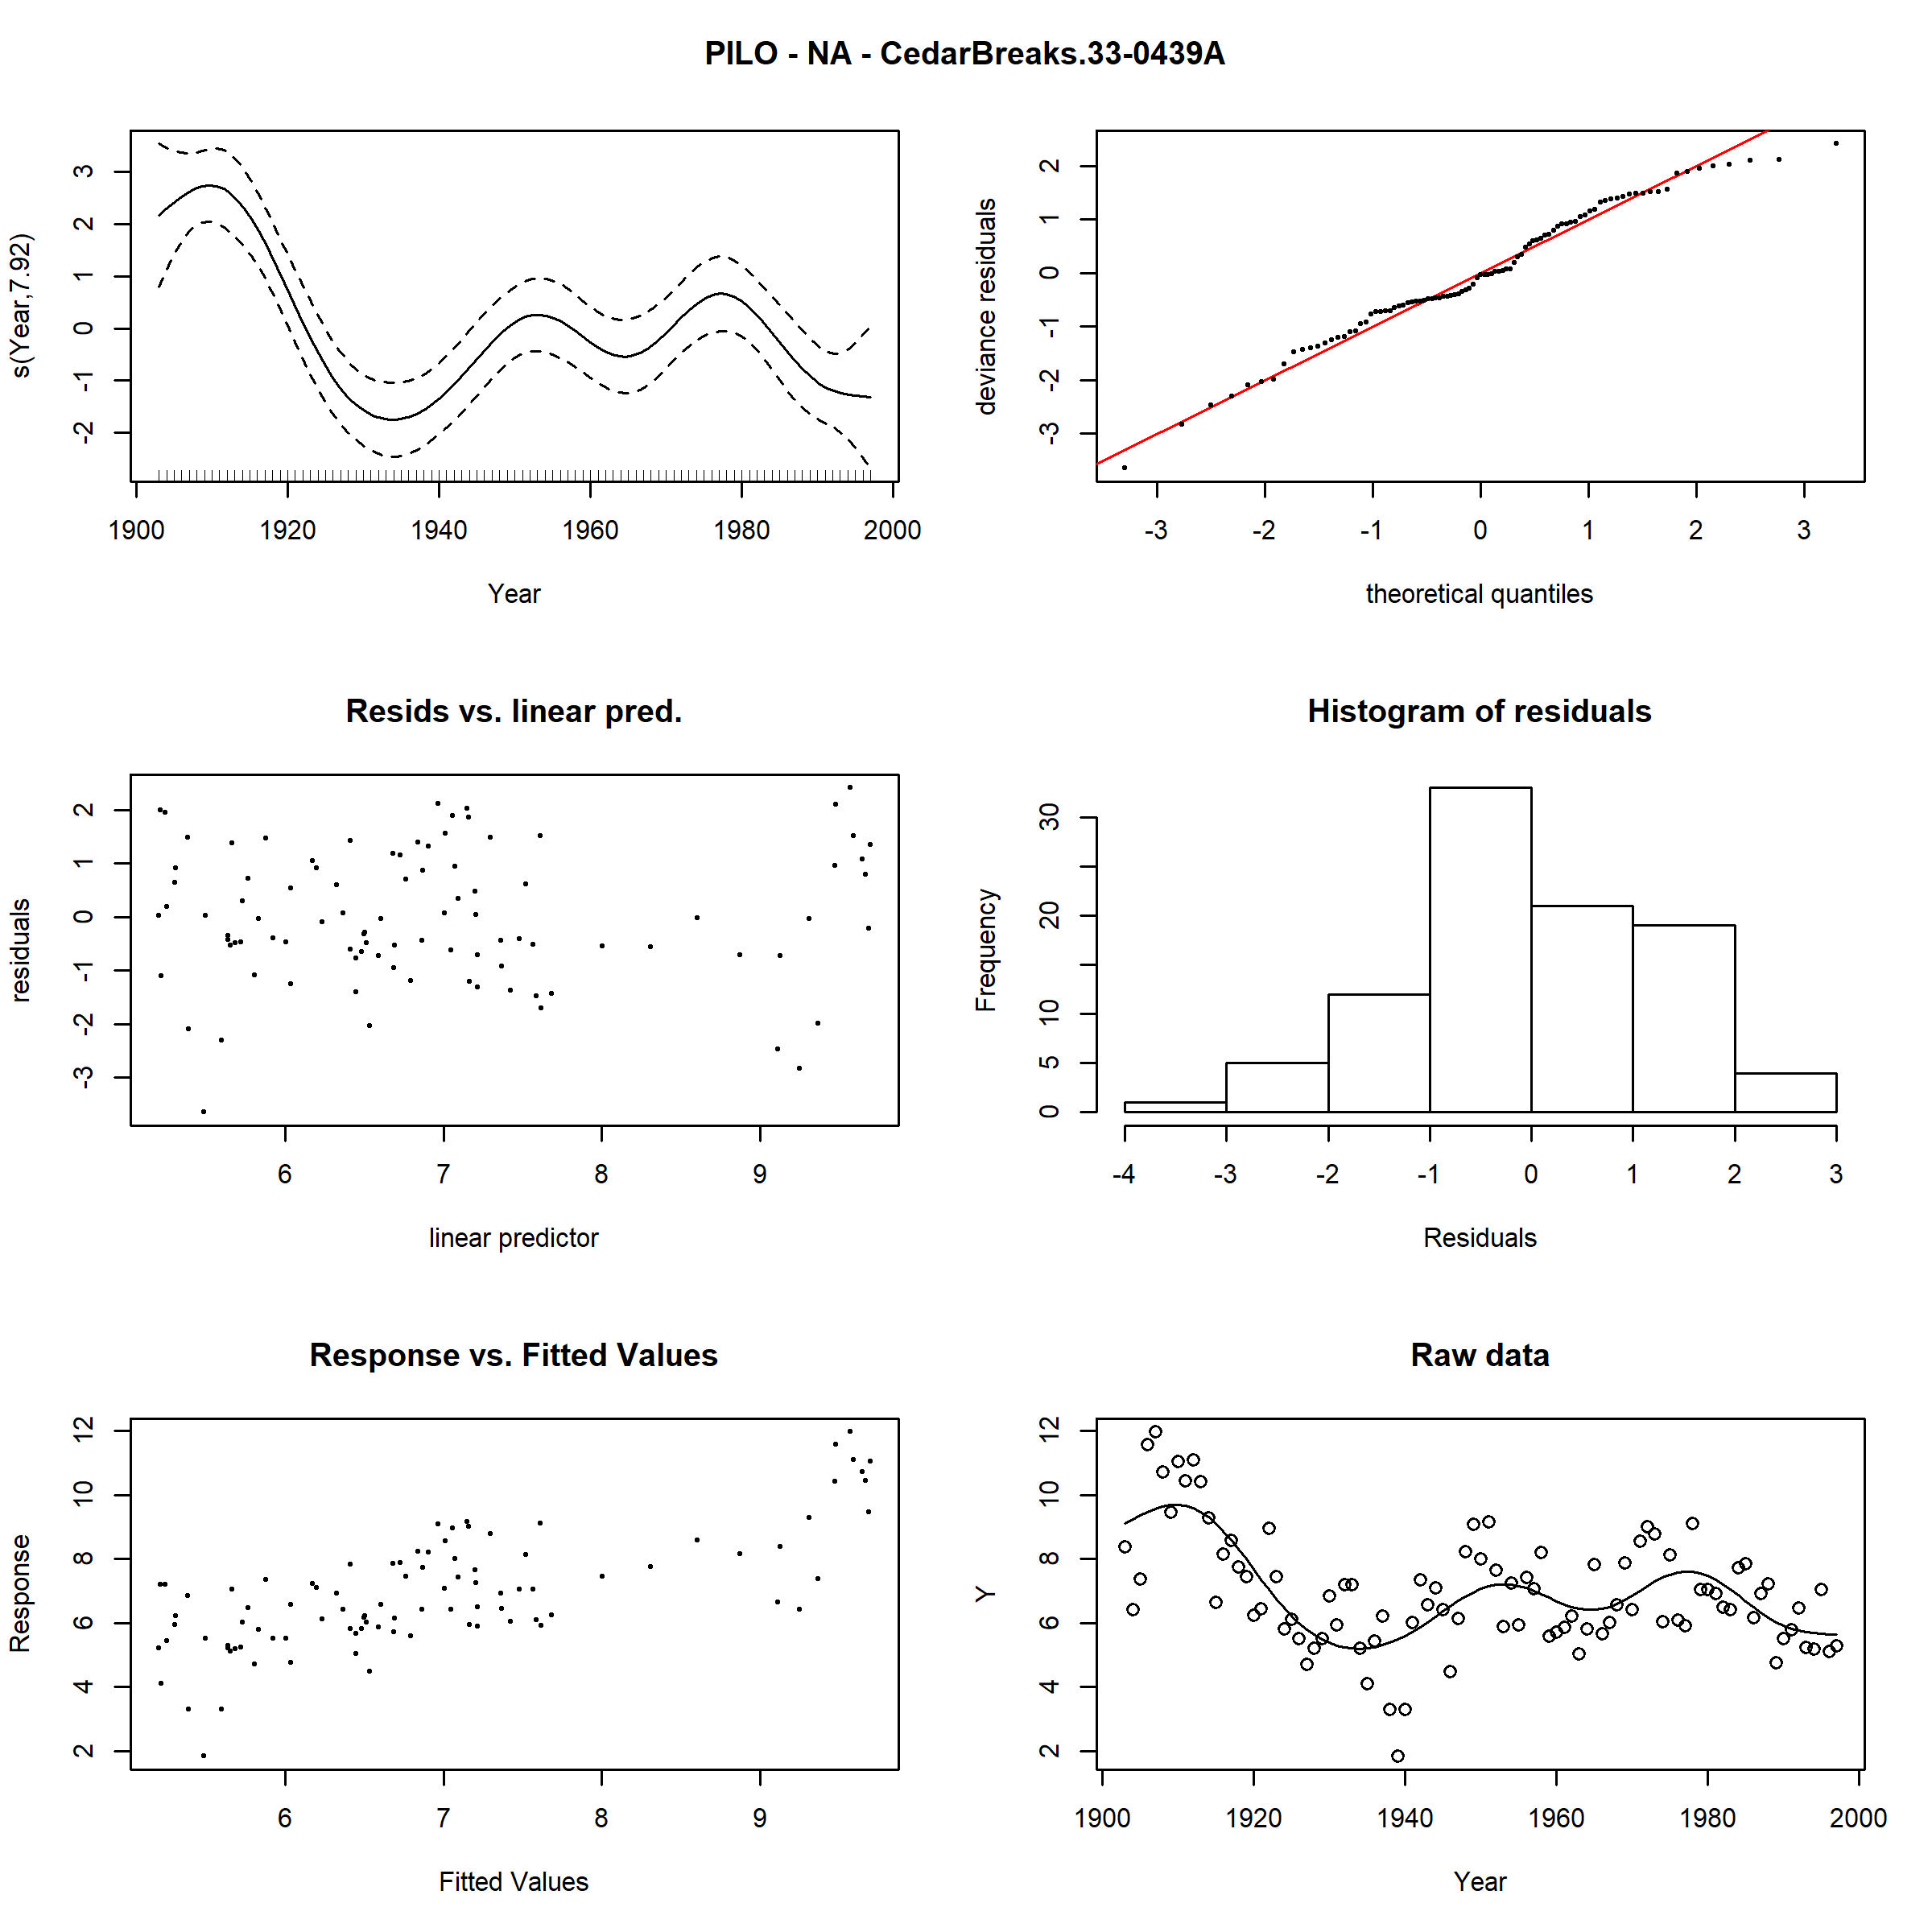 PILO - NA - CedarBreaks.33-0439A
s(Year,7.92)
3
2
1
0
-1
-2
1900 1920 1940 1960 1980 2000
Year
deviance residuals
2
1
0
-1
-2
-3
-3 -2 -1 0 1 2 3
theoretical quantiles
Resids vs. linear pred.
residuals
2
1
0
-1
-2
-3
6 7 8 9
linear predictor
Histogram of residuals
Frequency
30
20
10
5
0
-4 -3 -2 -1 0 1 2 3
Residuals
Response vs. Fitted Values
Response
12
10
8
6
4
2
6 7 8 9
Fitted Values
Raw data
Y
12
10
8
6
4
2
1900 1920 1940 1960 1980 2000
Year